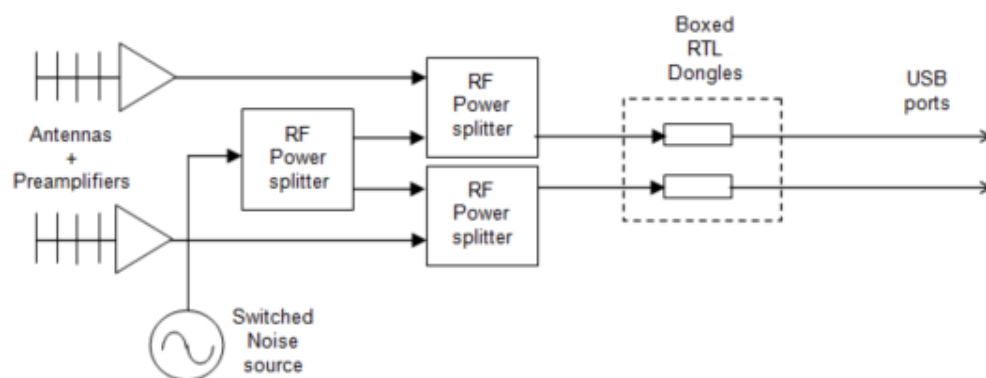 Boxed
RTL
Dongles
USB
ports
RF
Power
splitter
Antennas
+
Preamplifiers
RF
Power
splitter
RF
Power
splitter
Switched
Noise
source